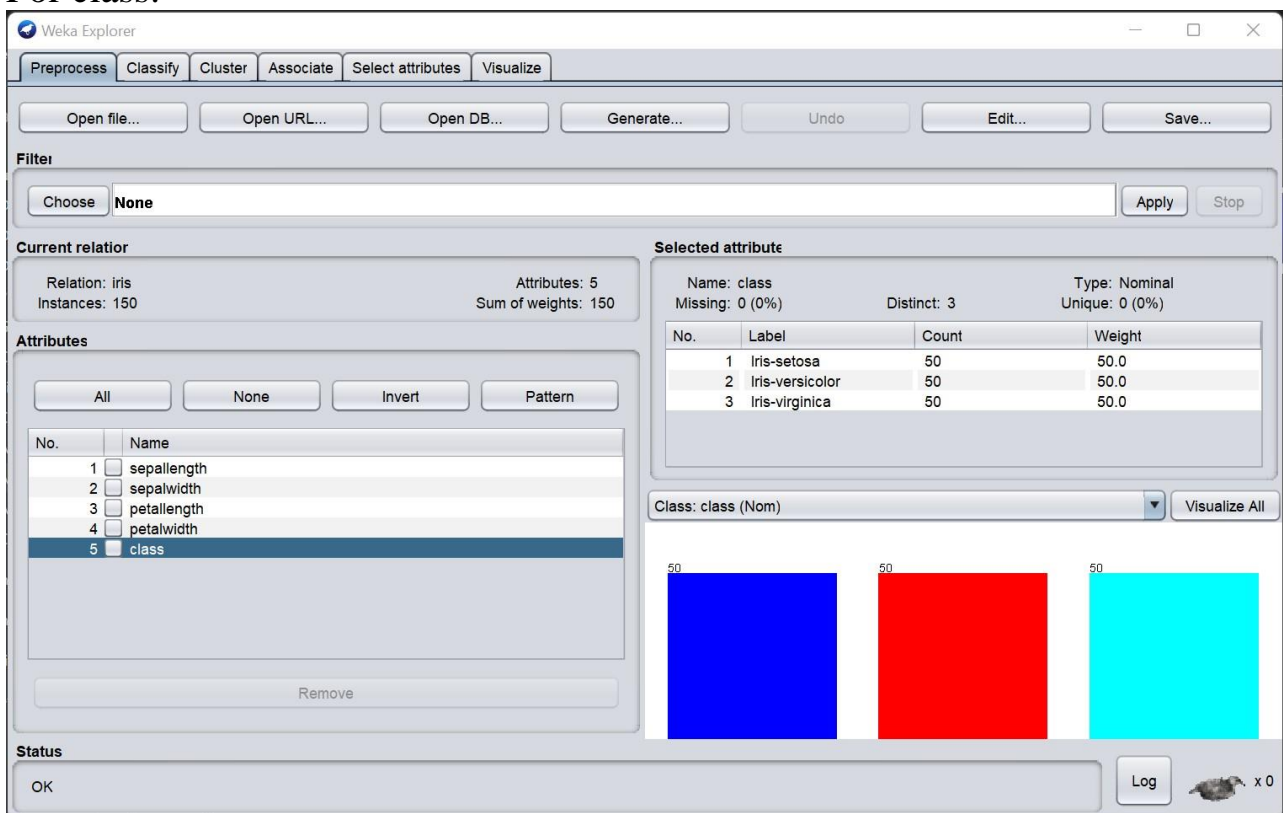 For class:
Weka Explorer
Preprocess Classify Cluster Associate Select attributes Visualize
Open file... Open URL... Open DB... Generate... Undo Edit... Save...
Filter
Choose None Apply Stop
Current relation
Relation: iris Attributes: 5
Instances: 150 Sum of weights: 150
Attributes
All None Invert Pattern
No. Name
1 sepallength
2 sepalwidth
3 petallength
4 petalwidth
5 class
Remove
Selected attribute
Name: class Type: Nominal
Missing: 0 (0%) Distinct: 3 Unique: 0 (0%)
No. Label Count Weight
1 Iris-setosa 50 50.0
2 Iris-versicolor 50 50.0
3 Iris-virginica 50 50.0
Class: class (Nom) Visualize All
50 50 50
Status
OK Log x 0